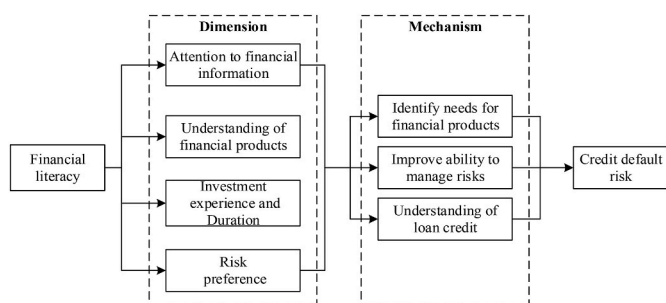 Dimension
Mechanism
Attention to financial
information
Understanding of
financial products
Investment
experience and
Duration
Risk
preference
Financial
literacy
Identify needs for
financial products
Improve ability to
manage risks
Understanding of
loan credit
Credit default
risk